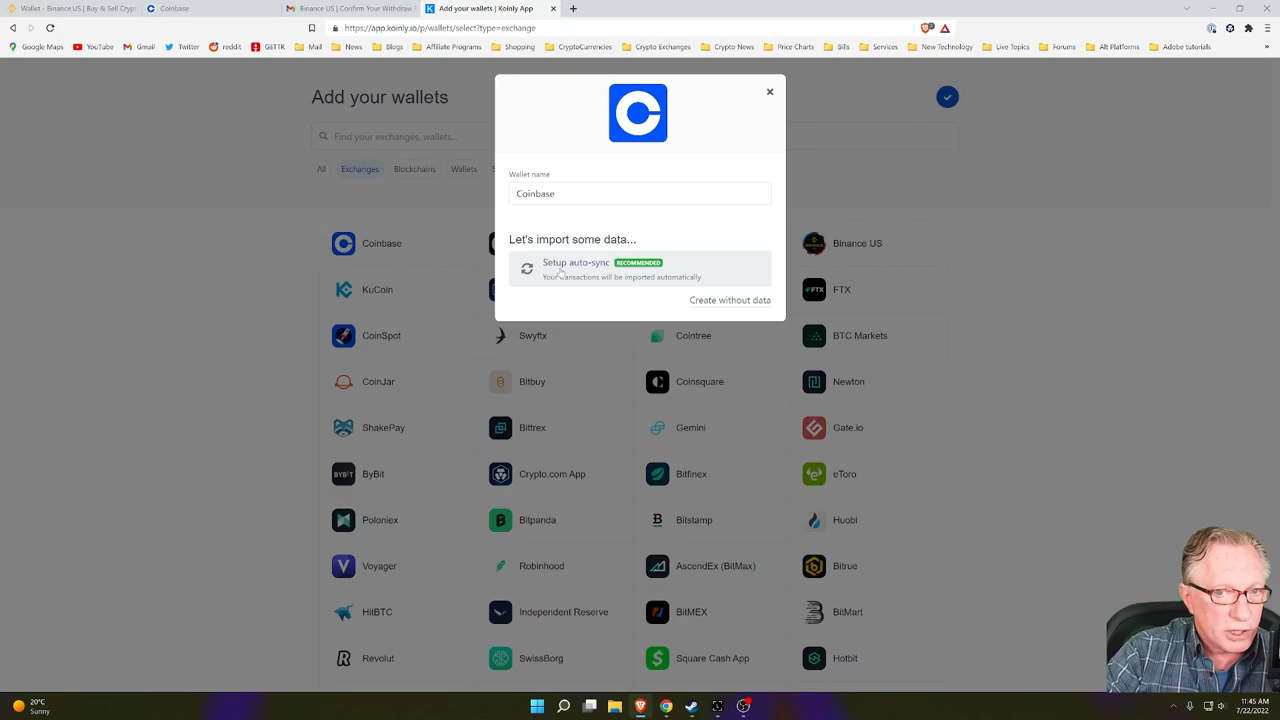 Wallet - Binance.US | Buy & Sell Crypt
Coinbase
Binance US | Confirm Your Withdraw
Add your wallets | Koinly App
https://app.koinly.io/p/wallets/select?type=exchange
Google Maps
YouTube
Gmail
Twitter
reddit
GETTR
Mail
News
Blogs
Affiliate Programs
Shopping
CryptoCurrencies
Crypto Exchanges
Crypto News
Price Charts
Bills
Services
New Technology
Live Topics
Forums
Alt Platforms
Adobe tutorials
Add your wallets
Find your exchanges, wallets...
All
Exchanges
Blockchains
Wallets
Wallet name
Coinbase
Let's import some data...
Setup auto-sync RECOMMENDED
Your transactions will be imported automatically
Create without data
Coinbase
Binance US
KuCoin
FTX
FTX
CoinSpot
Swyftx
Cointree
BTC Markets
CoinJar
Bitbuy
Coinsquare
Newton
ShakePay
Bittrex
Gemini
Gate.io
BYBIT
ByBit
Crypto.com App
Bitfinex
eToro
Poloniex
Bitpanda
Bitstamp
Huobi
Voyager
Robinhood
AscendEx (BitMax)
Bitrue
HitBTC
Independent Reserve
BitMEX
BitMart
Revolut
SwissBorg
Square Cash App
Hotbit
20°C
Sunny
11:45 AM
7/22/2022